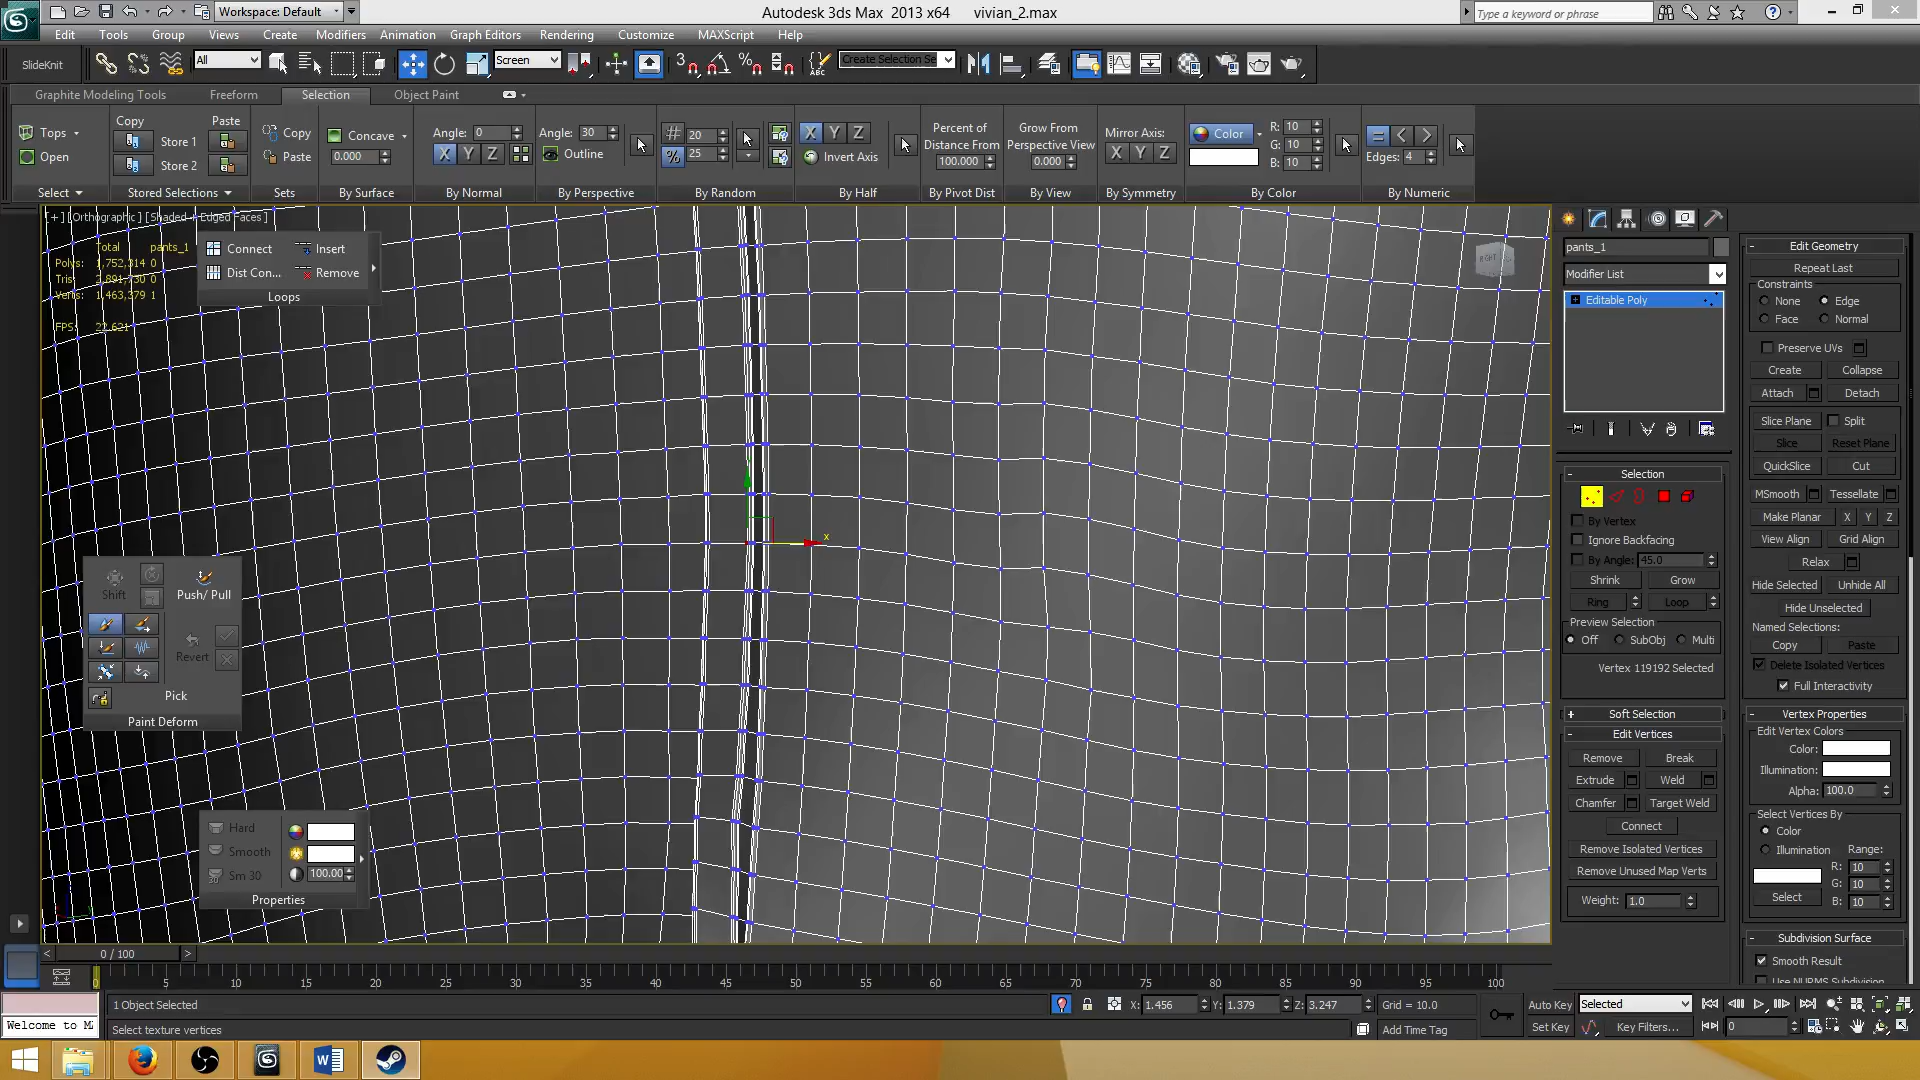 Workspace: Default
Autodesk 3ds Max 2013 x64 vivian_2.max
Type a keyword or phrase
Edit Tools Group Views Create Modifiers Animation Graph Editors Rendering Customize MAXScript Help
SlideKnit All Screen 3 ABC Create Selection Se
Graphite Modeling Tools Freeform Selection Object Paint
Tops Open Select
Copy Paste Store 1 Store 2 Stored Selections
Copy Paste Sets
Concave 0.000 By Surface
Angle: 0 X Y Z By Normal
Angle: 30 Outline By Perspective
# 20 % 25 By Random
X Y Z Invert Axis By Half
Percent of Distance From 100.000 By Pivot Dist
Grow From Perspective View 0.000 By View
Mirror Axis: X Y Z By Symmetry
Color R: 10 G: 10 B: 10 By Color
= < > Edges: 4 By Numeric
[+] [Orthographic] [Shaded + Edged Faces]
Total pants_1
Polys: 1,752,314 0
Tris: 2,891,730 0
Verts: 1,463,379 1
FPS: 22.621
Connect Insert
Dist Con... Remove
Loops
RIGHT
x
Shift Push/ Pull
Revert
Pick
Paint Deform
Hard
Smooth
Sm 30 100.00
Properties
pants_1
Modifier List
Editable Poly
Selection
By Vertex
Ignore Backfacing
By Angle: 45.0
Shrink Grow
Ring Loop
Preview Selection
Off SubObj Multi
Vertex 119192 Selected
+ Soft Selection
- Edit Vertices
Remove Break
Extrude Weld
Chamfer Target Weld
Connect
Remove Isolated Vertices
Remove Unused Map Verts
Weight: 1.0
- Edit Geometry
Repeat Last
Constraints
None Edge
Face Normal
Preserve UVs
Create Collapse
Attach Detach
Slice Plane Split
Slice Reset Plane
QuickSlice Cut
MSmooth Tessellate
Make Planar X Y Z
View Align Grid Align
Relax
Hide Selected Unhide All
Hide Unselected
Named Selections:
Copy Paste
Delete Isolated Vertices
Full Interactivity
- Vertex Properties
Edit Vertex Colors
Color:
Illumination:
Alpha: 100.0
Select Vertices By
Color
Illumination Range:
R: 10
G: 10
Select B: 10
- Subdivision Surface
Smooth Result
Use NURMS Subdivision
< 0 / 100 >
0 5 10 15 20 25 30 35 40 45 50 55 60 65 70 75 80 85 90 95 100
1 Object Selected X: 1.456 Y: 1.379 Z: 3.247 Grid = 10.0 Auto Key Selected
Welcome to M Select texture vertices Add Time Tag Set Key Key Filters... 0